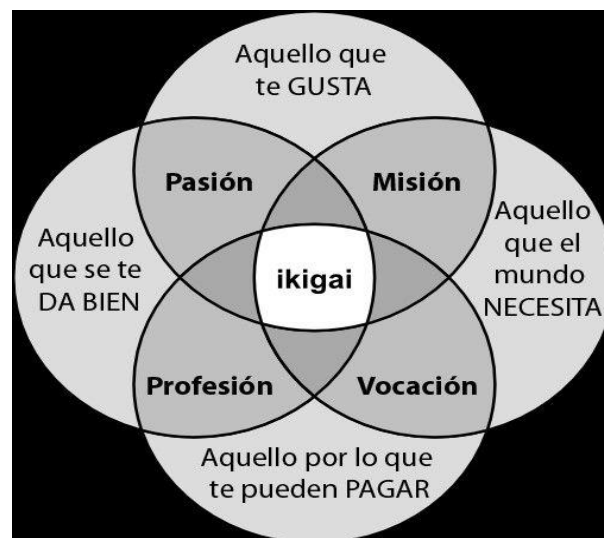 Aquello que
te GUSTA
Pasión
Misión
Aquello
que se te
DA BIEN
ikigai
Aquello
que el
mundo
NECESITA
Profesión
Vocación
Aquello por lo que
te pueden PAGAR